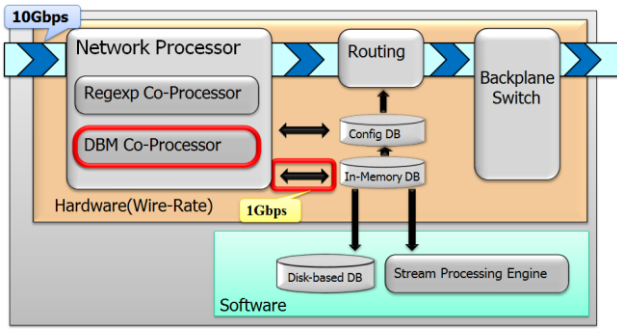 10Gbps
Network Processor
Regexp Co-Processor
DBM Co-Processor
Routing
Backplane
Switch
Config DB
In-Memory DB
Hardware(Wire-Rate)
1Gbps
Disk-based DB
Stream Processing Engine
Software